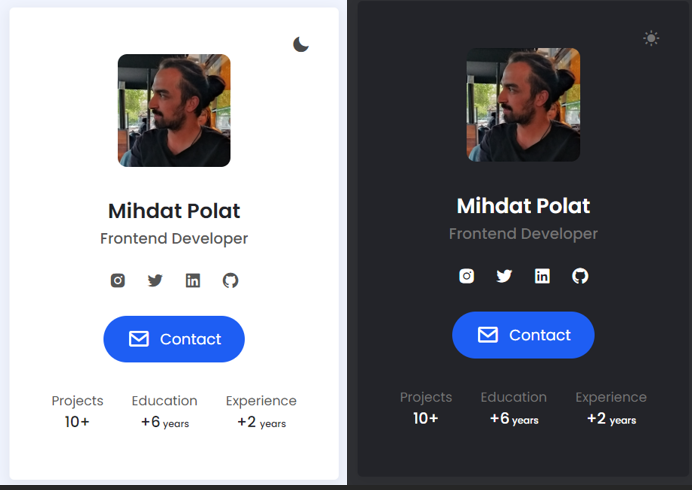 Mihdat Polat
Frontend Developer
Contact
Projects Education Experience
10+ +6 years +2 years
Mihdat Polat
Frontend Developer
Contact
Projects Education Experience
10+ +6 years +2 years